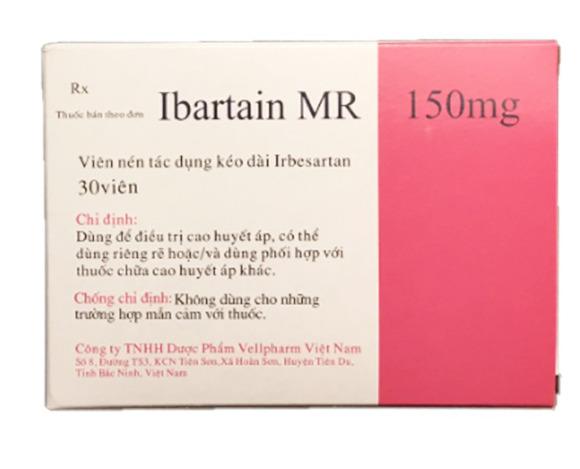 Rx
Thuốc bán theo đơn
Ibartain MR 150mg
Viên nén tác dụng kéo dài Irbesartan
30viên
Chỉ định:
Dùng để điều trị cao huyết áp, có thể
dùng riêng rẽ hoặc/và dùng phối hợp với
thuốc chữa cao huyết áp khác.
Chống chỉ định: Không dùng cho những
trường hợp mẫn cảm với thuốc.
Công ty TNHH Dược Phẩm Vellpharm Việt Nam
Số 8, Đường TS3, KCN Tiên Sơn, Xã Hoàn Sơn, Huyện Tiên Du,
Tỉnh Bắc Ninh, Việt Nam